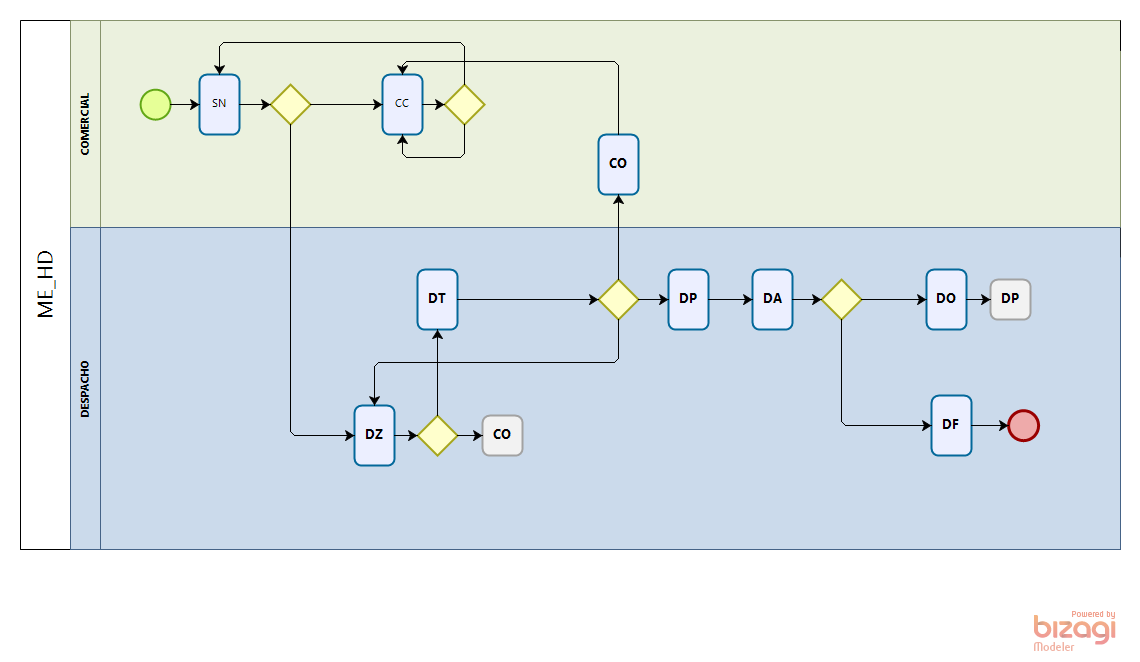 ME_HD
COMERCIAL
SN
CC
CO
DESPACHO
DT
DP
DA
DO
DP
DZ
CO
DF
Powered by
bizagi
Modeler